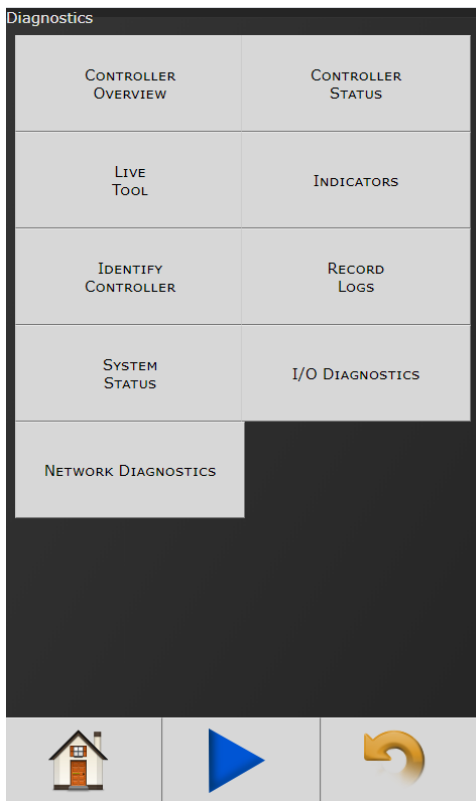 Diagnostics
Controller
Overview
Controller
Status
Live
Tool
Indicators
Identify
Controller
Record
Logs
System
Status
I/O Diagnostics
Network Diagnostics